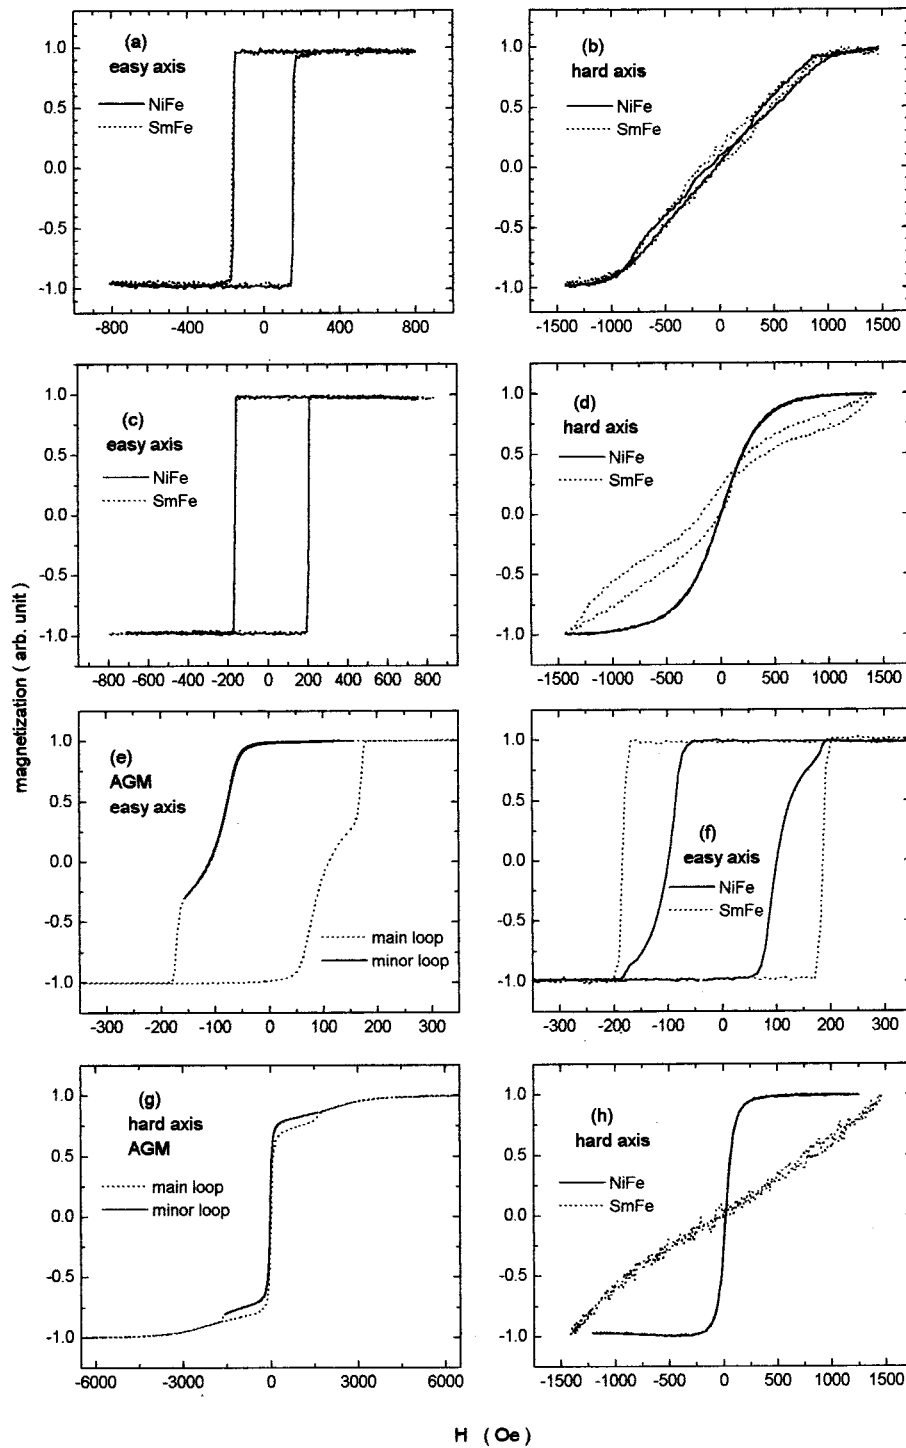 (a)
easy axis
NiFe
SmFe
1.0
0.5
0.0
-0.5
-1.0
-800 -400 0 400 800
(b)
hard axis
NiFe
SmFe
1.0
0.5
0.0
-0.5
-1.0
-1500 -1000 -500 0 500 1000 1500
(c)
easy axis
NiFe
SmFe
1.0
0.5
0.0
-0.5
-1.0
-800 -600 -400 -200 0 200 400 600 800
(d)
hard axis
NiFe
SmFe
1.0
0.5
0.0
-0.5
-1.0
-1500 -1000 -500 0 500 1000 1500
magnetization ( arb. unit )
(e)
AGM
easy axis
main loop
minor loop
1.0
0.5
0.0
-0.5
-1.0
-300 -200 -100 0 100 200 300
(f)
easy axis
NiFe
SmFe
1.0
0.5
0.0
-0.5
-1.0
-300 -200 -100 0 100 200 300
(g)
hard axis
AGM
main loop
minor loop
1.0
0.5
0.0
-0.5
-1.0
-6000 -3000 0 3000 6000
(h)
hard axis
NiFe
SmFe
1.0
0.5
0.0
-0.5
-1.0
-1500 -1000 -500 0 500 1000 1500
H ( Oe )